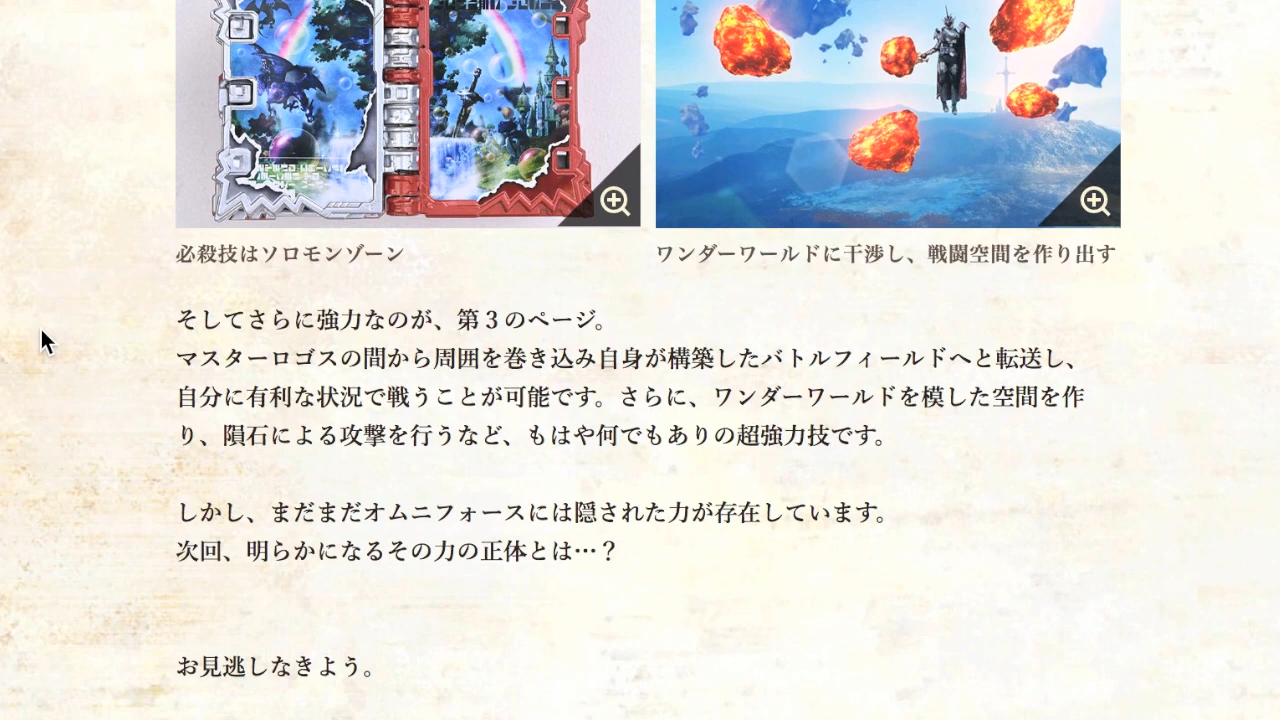 必殺技はソロモンゾーン
ワンダーワールドに干渉し、戦闘空間を作り出す
そしてさらに強力なのが、第３のページ。
マスターロゴスの間から周囲を巻き込み自身が構築したバトルフィールドへと転送し、
自分に有利な状況で戦うことが可能です。さらに、ワンダーワールドを模した空間を作
り、隕石による攻撃を行うなど、もはや何でもありの超強力技です。
しかし、まだまだオムニフォースには隠された力が存在しています。
次回、明らかになるその力の正体とは…？
お見逃しなきよう。